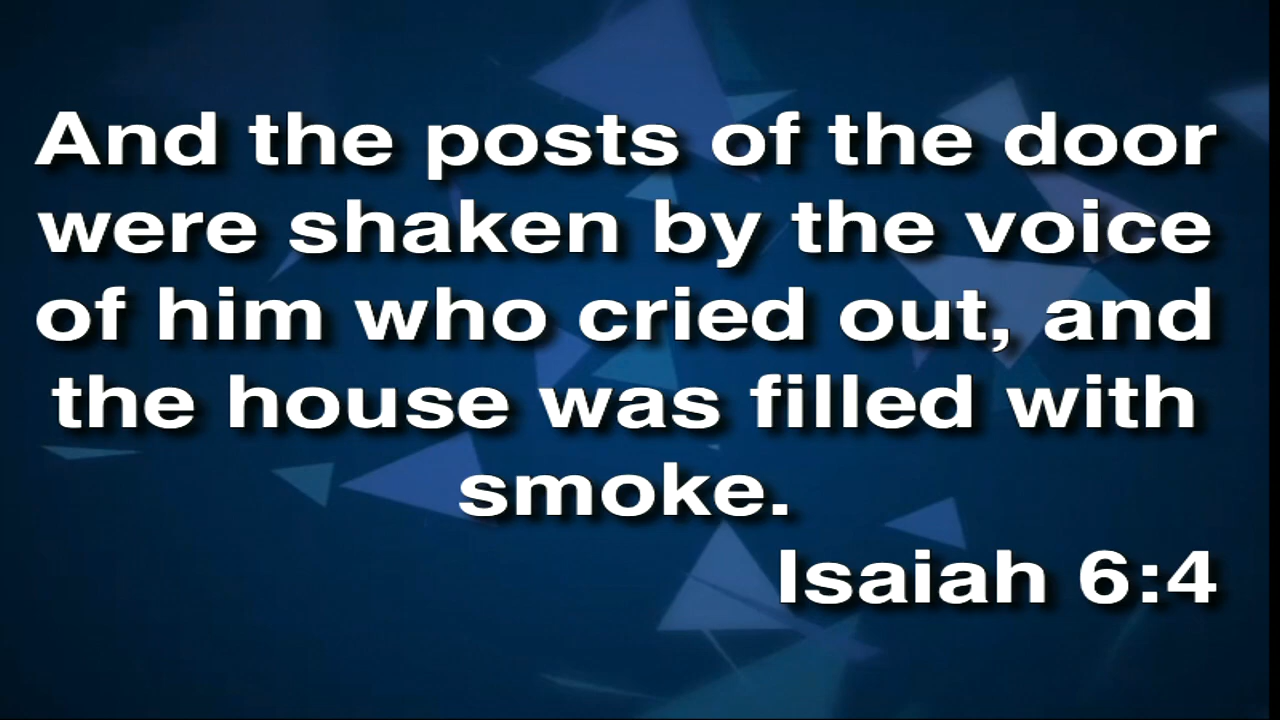 And the posts of the door
were shaken by the voice
of him who cried out, and
the house was filled with
smoke.
Isaiah 6:4